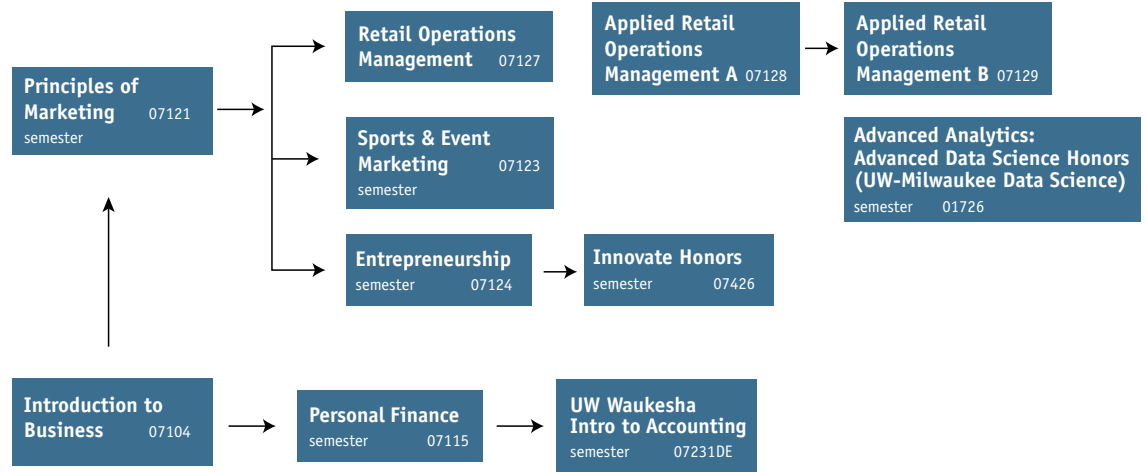 Retail Operations
Management 07127
Applied Retail
Operations
Management A 07128
Applied Retail
Operations
Management B 07129
Principles of
Marketing 07121
semester
Sports & Event
Marketing 07123
semester
Advanced Analytics:
Advanced Data Science Honors
(UW-Milwaukee Data Science)
semester 01726
Entrepreneurship
semester 07124
Innovate Honors
semester 07426
Introduction to
Business 07104
Personal Finance
semester 07115
UW Waukesha
Intro to Accounting
semester 07231DE